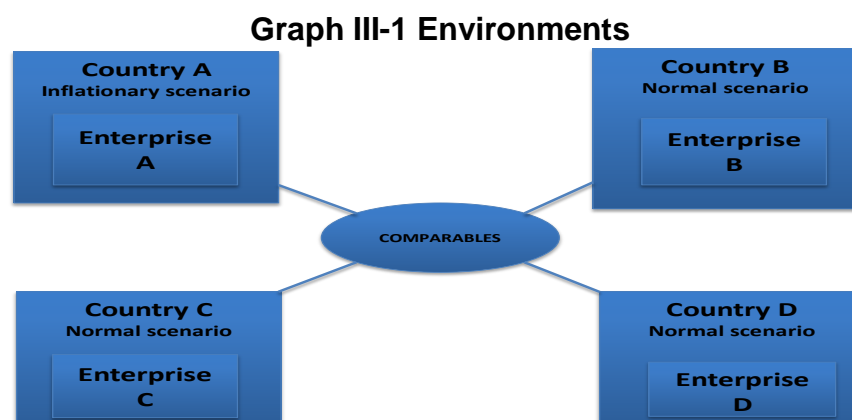 Graph III-1 Environments
Country A
Inflationary scenario
Enterprise
A
Country B
Normal scenario
Enterprise
B
COMPARABLES
Country C
Normal scenario
Enterprise
C
Country D
Normal scenario
Enterprise
D